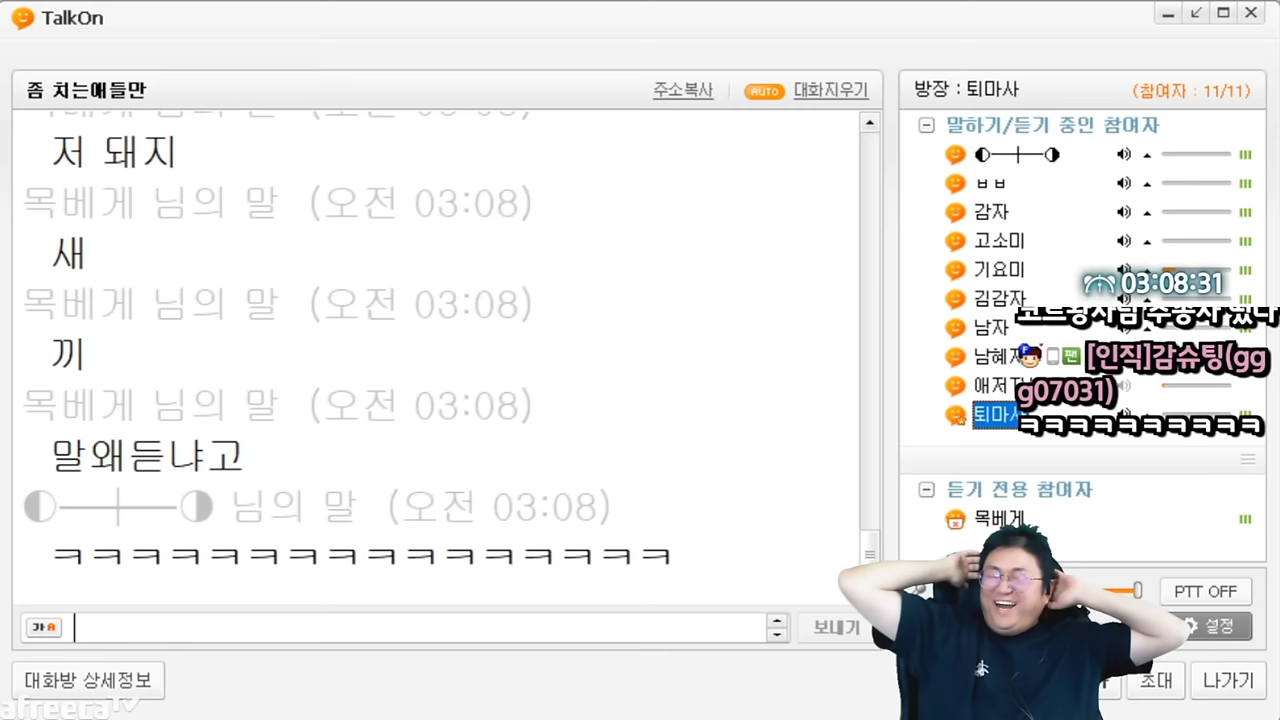 TalkOn
좀 치는애들만
주소복사
AUTO 대화지우기
저 돼지
목베게 님의 말 (오전 03:08)
새
목베게 님의 말 (오전 03:08)
끼
목베게 님의 말 (오전 03:08)
말왜듣냐고
님의 말 (오전 03:08)
ㅋㅋㅋㅋㅋㅋㅋㅋㅋㅋㅋㅋㅋㅋㅋㅋ
가A
보내기
대화방 상세정보
afreecaTV
방장 : 퇴마사
(참여자 : 11/11)
말하기/듣기 중인 참여자
ㅂㅂ
감자
고소미
기요미
03:08:31
김감자
남자
남혜
팬 [인직]감슈팅(gg
g07031)
애저
퇴마사
ㅋㅋㅋㅋㅋㅋㅋㅋㅋㅋ
듣기 전용 참여자
목베게
PTT OFF
설정
초대
나가기